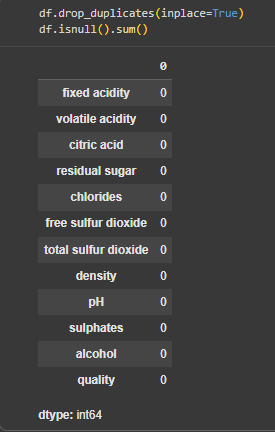 df.drop_duplicates(inplace=True)
df.isnull().sum()
0
fixed acidity 0
volatile acidity 0
citric acid 0
residual sugar 0
chlorides 0
free sulfur dioxide 0
total sulfur dioxide 0
density 0
pH 0
sulphates 0
alcohol 0
quality 0
dtype: int64